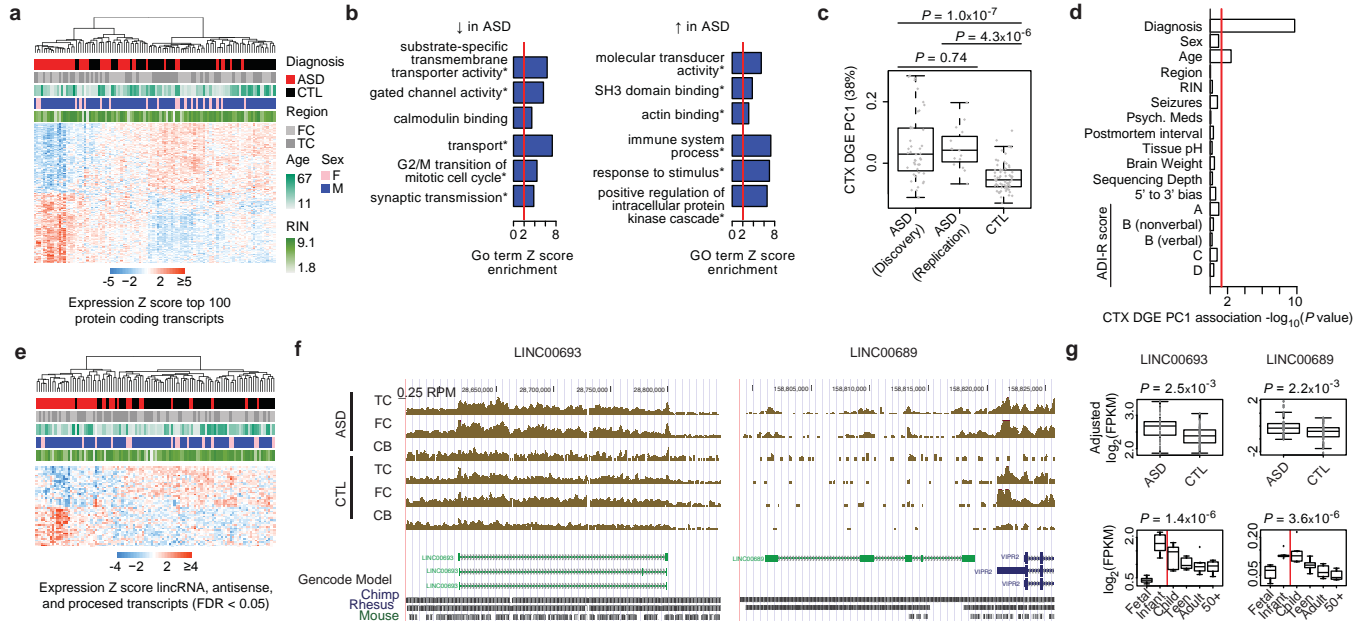 a
Diagnosis
ASD
CTL
Region
FC
TC
Age
Sex
67
F
M
11
RIN
9.1
1.8
-5 −2 2 ≥5
Expression Z score top 100
protein coding transcripts
b
↓ in ASD
substrate-specific
transmembrane
transporter activity*
gated channel activity*
calmodulin binding
transport*
G2/M transition of
mitotic cell cycle*
synaptic transmission*
0 2 8
Go term Z score
enrichment
↑ in ASD
molecular transducer
activity*
SH3 domain binding*
actin binding*
immune system
process*
response to stimulus*
positive regulation of
intracellular protein
kinase cascade*
0 2 8
GO term Z score
enrichment
c
P = 1.0x10-7
P = 4.3x10-6
P = 0.74
CTX DGE PC1 (38%)
0.2
0.0
ASD
(Discovery)
ASD
(Replication)
CTL
d
Diagnosis
Sex
Age
Region
RIN
Seizures
Psych. Meds
Postmortem interval
Tissue pH
Brain Weight
Sequencing Depth
5' to 3' bias
ADI-R score
A
B (nonverbal)
B (verbal)
C
D
2 10
CTX DGE PC1 association -log10(P value)
e
-4 −2 2 ≥4
Expression Z score lincRNA, antisense,
and procesed transcripts (FDR < 0.05)
f
LINC00693
LINC00689
0.25 RPM
28,650,000 28,700,000 28,750,000 28,800,000
158,805,000 158,810,000 158,815,000 158,820,000 158,825,000
ASD
TC
FC
CB
CTL
TC
FC
CB
LINC00693
LINC00693
LINC00693
LINC00689
VIPR2
VIPR2
VIPR2
Gencode Model
Chimp
Rhesus
Mouse
g
LINC00693
LINC00689
P = 2.5x10-3
P = 2.2x10-3
Adjusted
log2(FPKM)
3.0
2.0
2
-2
ASD
CTL
ASD
CTL
P = 1.4x10-6
P = 3.6x10-6
log2(FPKM)
2.0
0.5
0.15
0.05
Fetal
Infant
Child
Teen
Adult
50+
Fetal
Infant
Child
Teen
Adult
50+